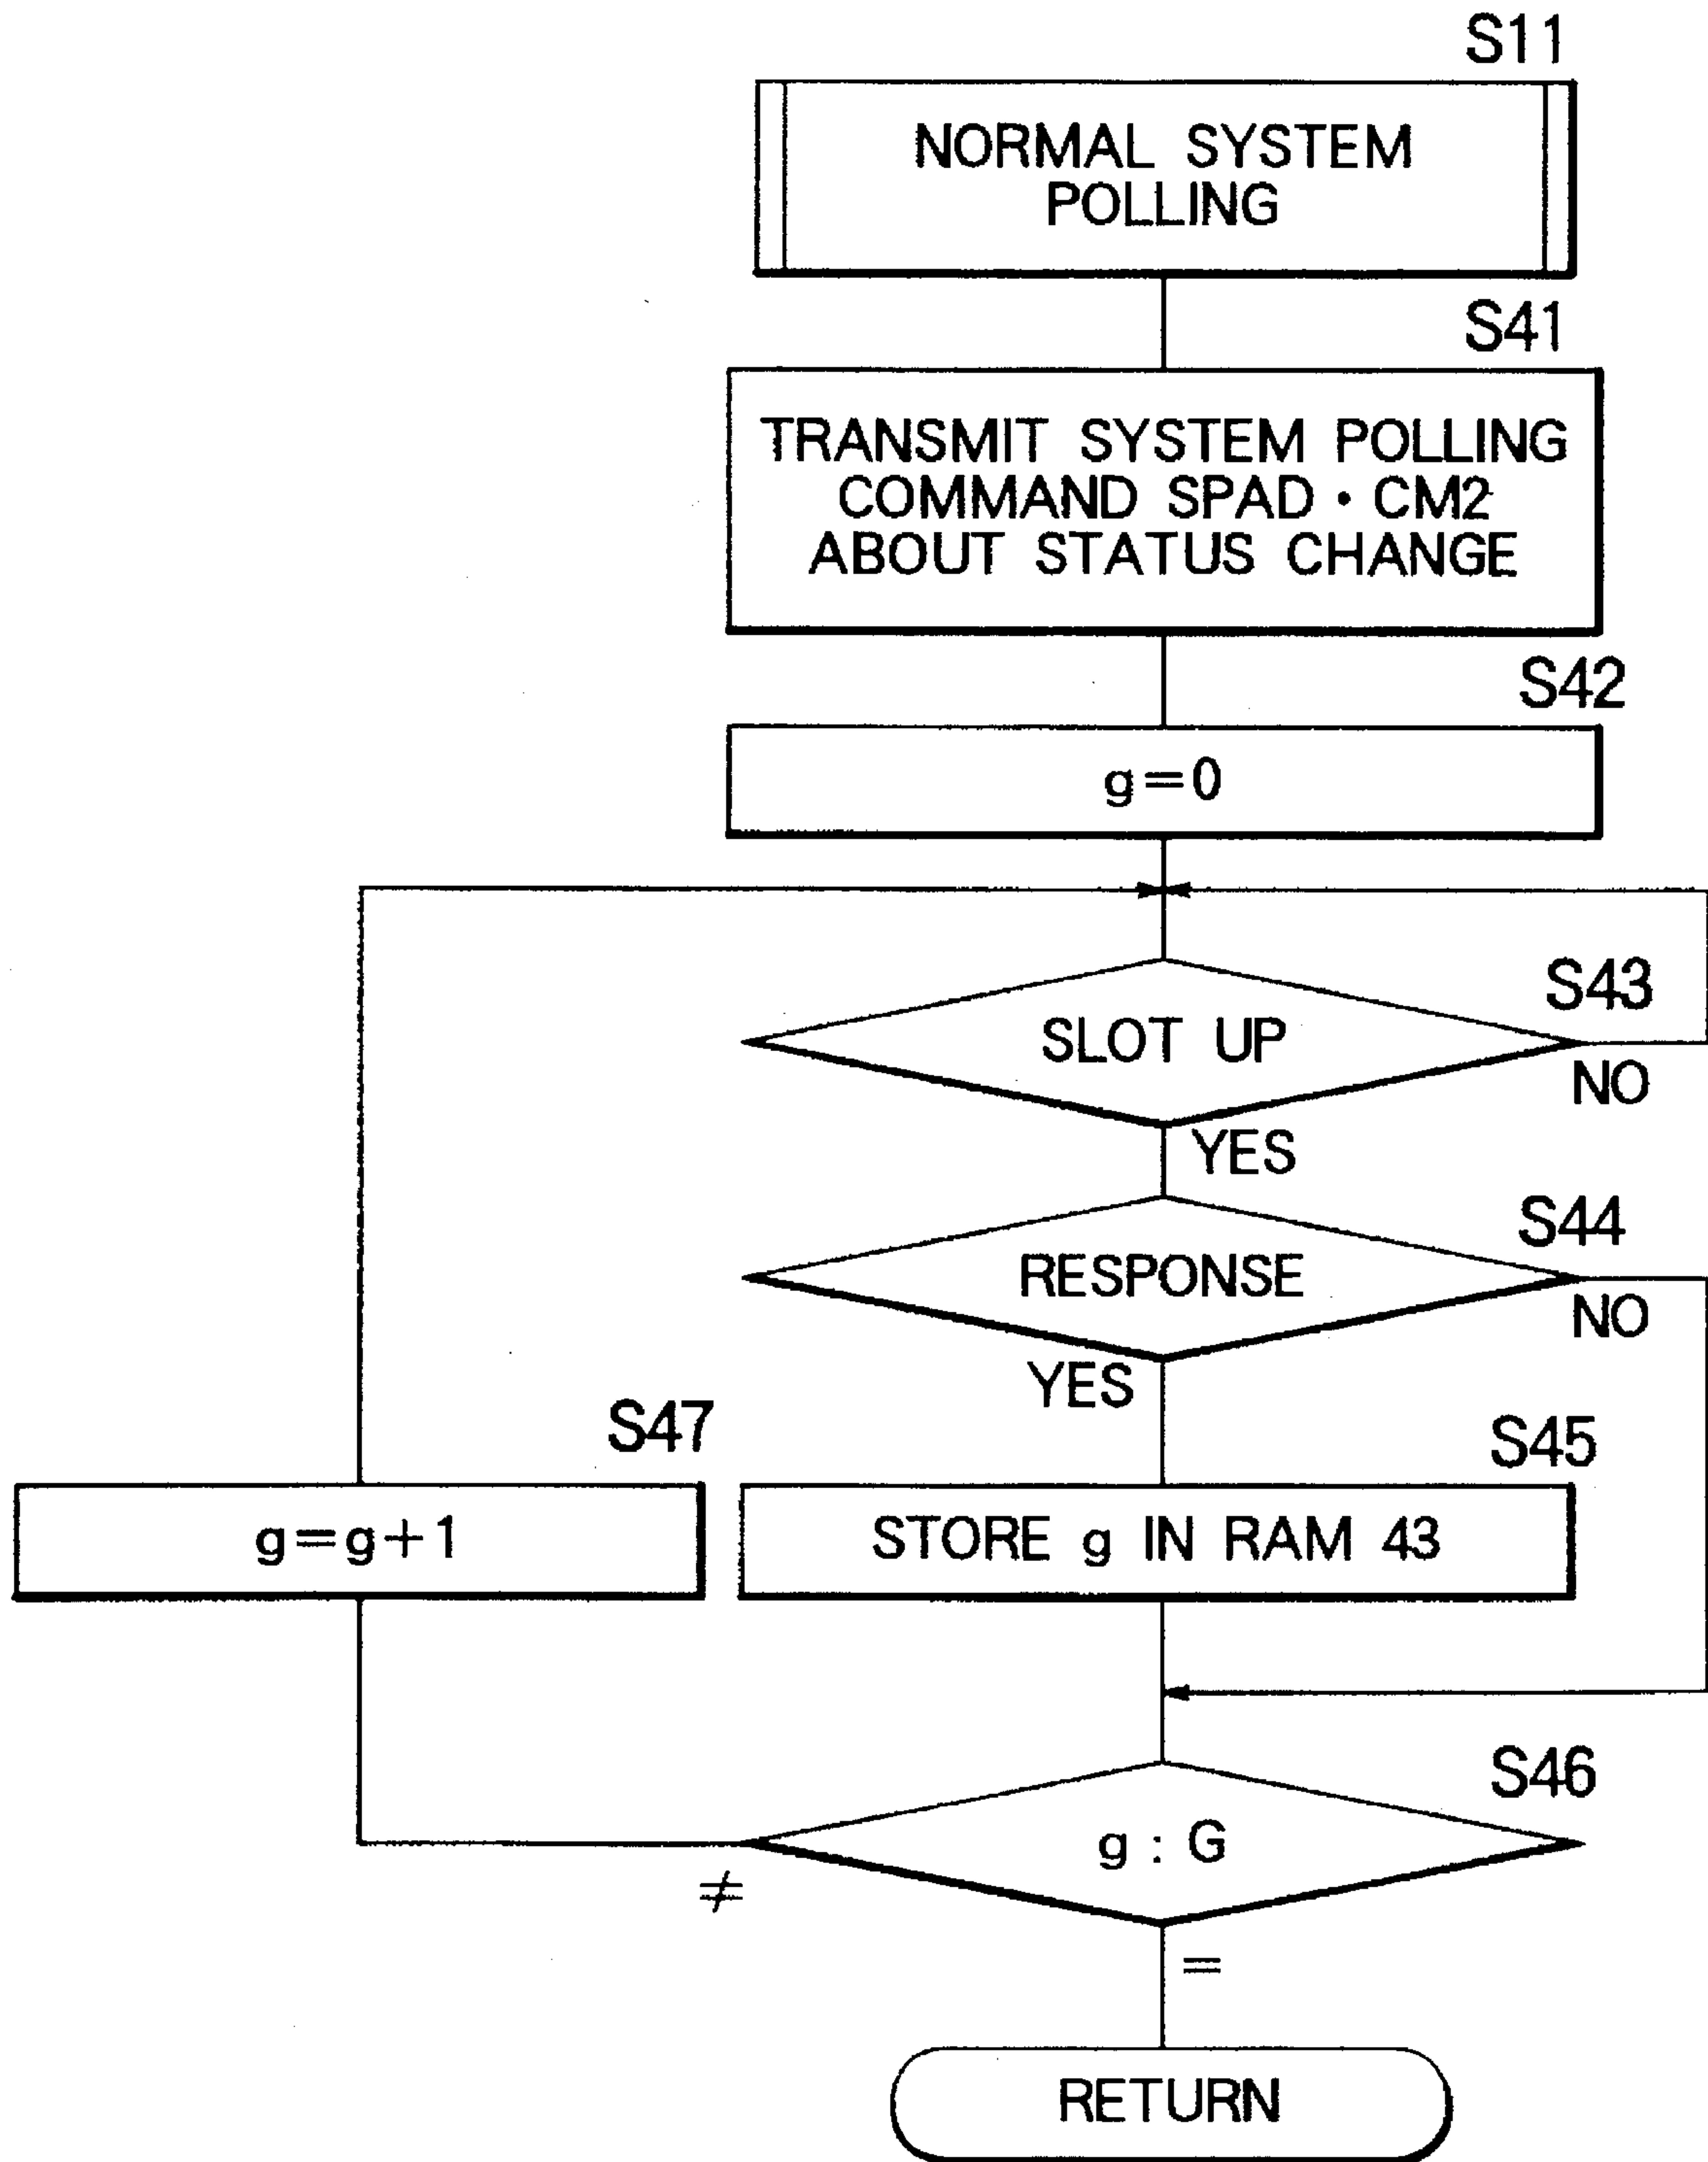 S11
NORMAL SYSTEM
POLLING
S41
TRANSMIT SYSTEM POLLING
COMMAND SPAD・CM2
ABOUT STATUS CHANGE
S42
g=0
S43
SLOT UP
NO
YES
S44
RESPONSE
NO
YES
S47
g=g+1
S45
STORE g IN RAM 43
S46
g : G
≠
=
RETURN